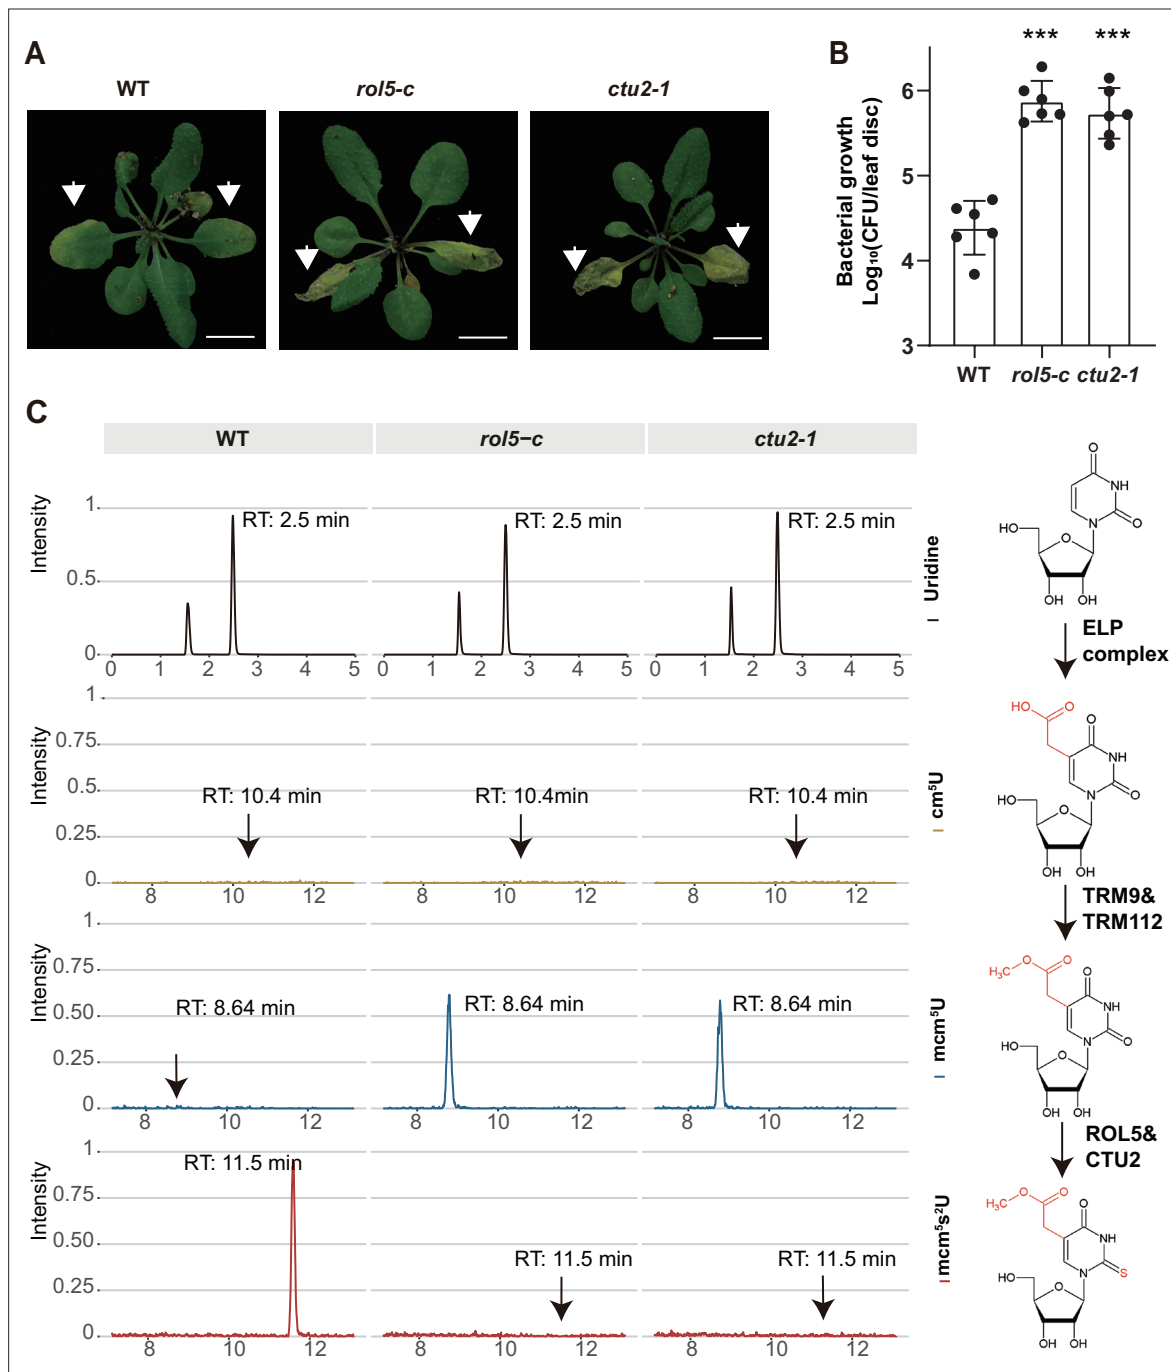 A
WT
rol5-c
ctu2-1
B
Bacterial growth
Log₁₀(CFU/leaf disc)
*** ***
6
5
4
3
WT rol5-c ctu2-1
C
WT
rol5−c
ctu2-1
Intensity
1
0.5
0
RT: 2.5 min
RT: 2.5 min
RT: 2.5 min
0 1 2 3 4 5
0 1 2 3 4 5
0 1 2 3 4 5
Uridine
Intensity
1
0.75
0.5
0.25
0
RT: 10.4 min
RT: 10.4min
RT: 10.4 min
8 10 12
8 10 12
8 10 12
cm⁵U
Intensity
1
0.75
0.50
0.25
0
RT: 8.64 min
RT: 8.64 min
RT: 8.64 min
8 10 12
8 10 12
8 10 12
mcm⁵U
Intensity
1
0.75
0.50
0.25
0
RT: 11.5 min
RT: 11.5 min
RT: 11.5 min
8 10 12
8 10 12
8 10 12
mcm⁵s²U
O
NH
N
O
HO
O
OH OH
ELP
complex
HO
O
O
NH
N
O
HO
O
OH OH
TRM9&
TRM112
H₃C
O
O
O
NH
N
O
HO
O
OH OH
ROL5&
CTU2
H₃C
O
O
O
NH
N
S
HO
O
OH OH